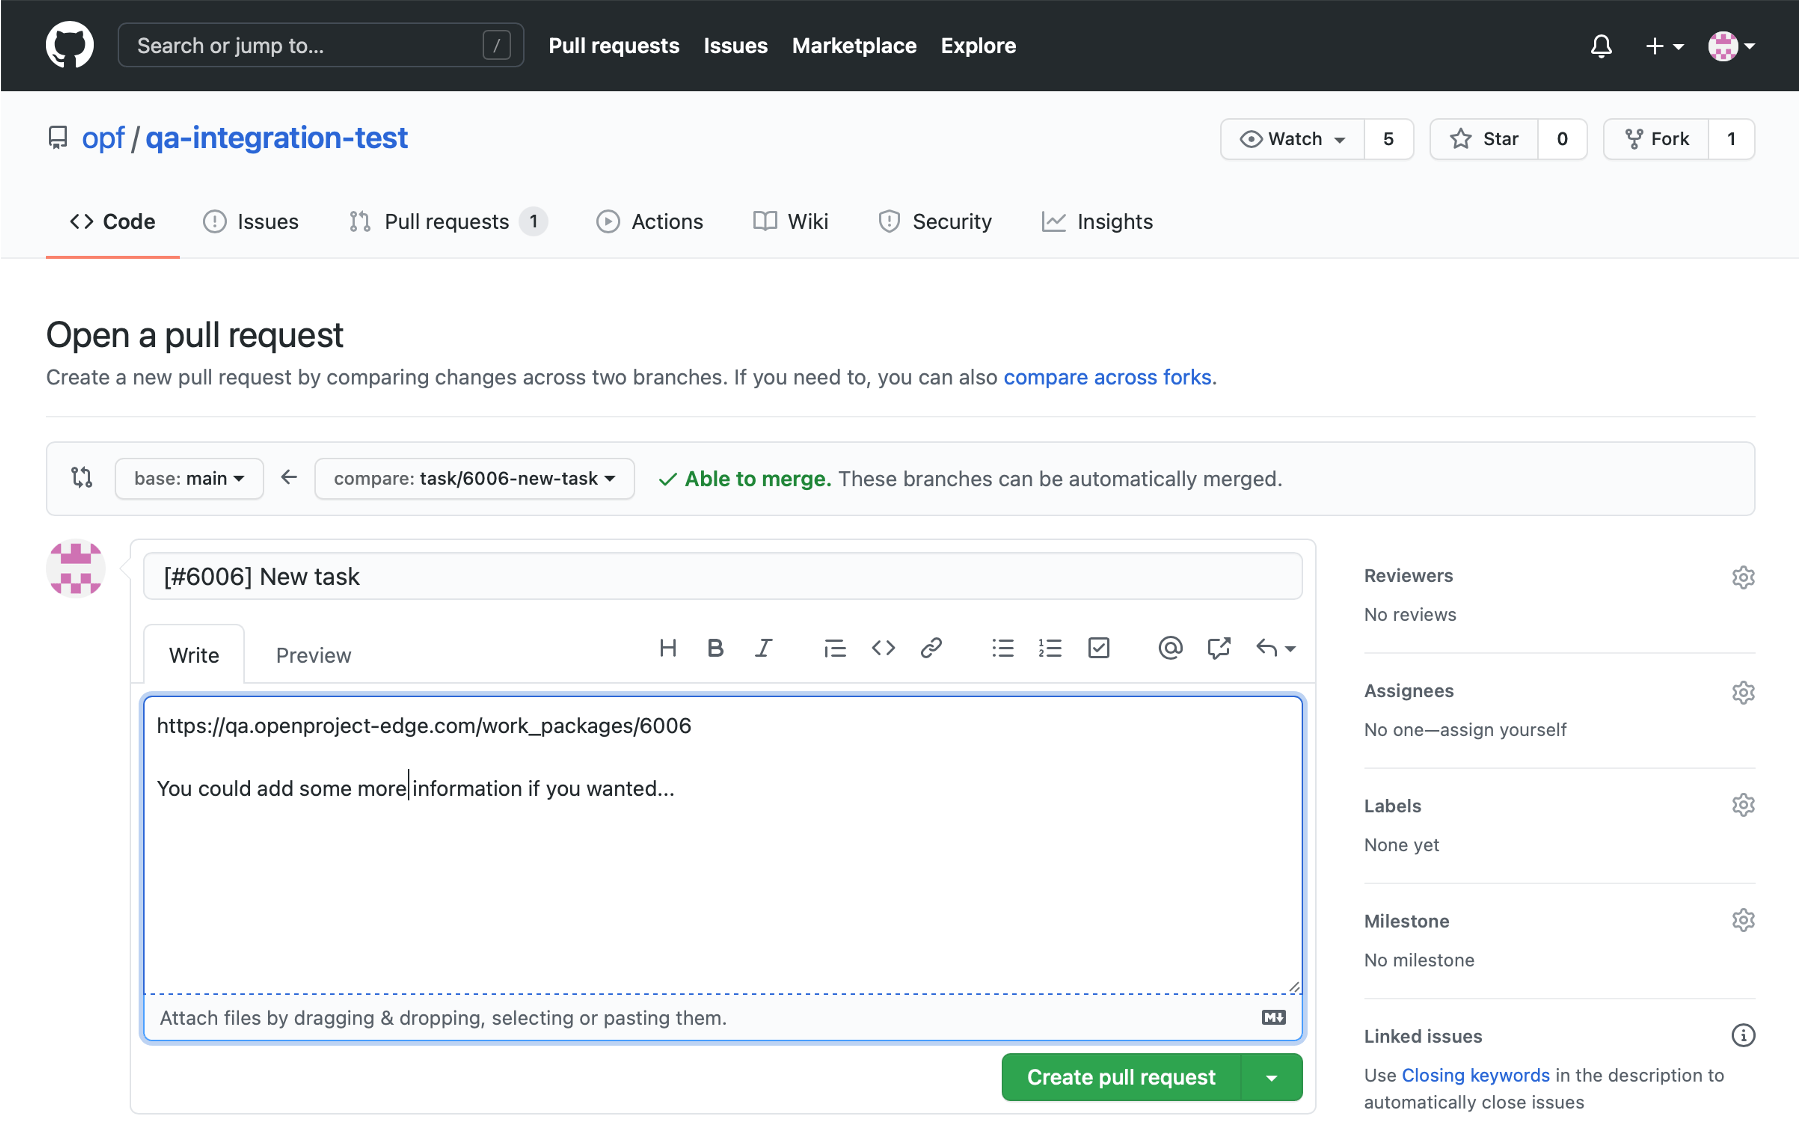 Search or jump to... /
Pull requests Issues Marketplace Explore
opf / qa-integration-test
Watch 5 Star 0 Fork 1
Code Issues Pull requests 1 Actions Wiki Security Insights
Open a pull request
Create a new pull request by comparing changes across two branches. If you need to, you can also compare across forks.
base: main compare: task/6006-new-task Able to merge. These branches can be automatically merged.
[#6006] New task
Write Preview
https://qa.openproject-edge.com/work_packages/6006
You could add some more information if you wanted...
Attach files by dragging & dropping, selecting or pasting them.
Create pull request
Reviewers
No reviews
Assignees
No one—assign yourself
Labels
None yet
Milestone
No milestone
Linked issues
Use Closing keywords in the description to
automatically close issues